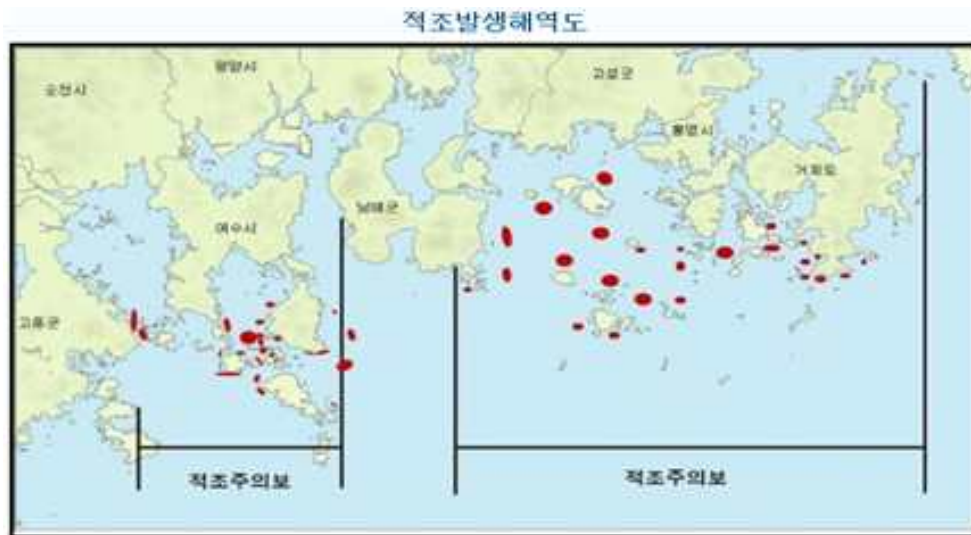 적조발생해역도
광양시
고성군
순천시
통영시
거제도
남해군
여수시
고흥군
적조주의보
적조주의보